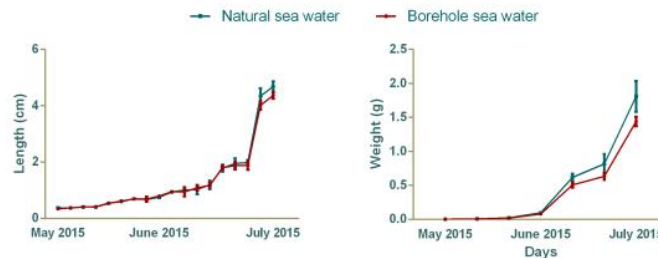 Natural sea water
Borehole sea water
Length (cm)
6
4
2
0
May 2015
June 2015
July 2015
Weight (g)
2.5
2.0
1.5
1.0
0.5
0.0
May 2015
June 2015
July 2015
Days